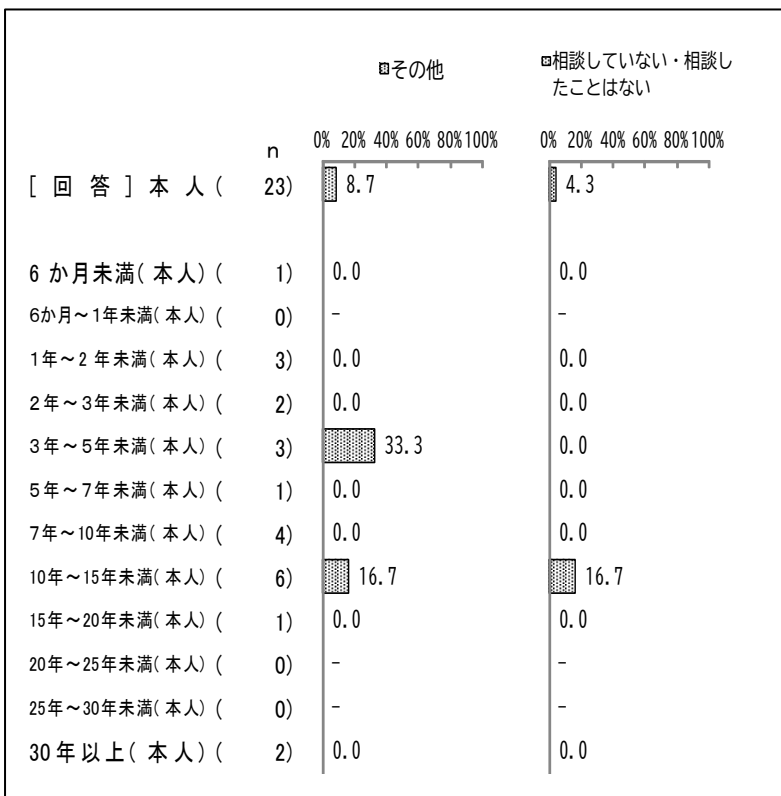 その他 相談していない・相談し
たことはない
n 0% 20% 40% 60% 80% 100% 0% 20% 40% 60% 80% 100%
[回答]本人( 23) 8.7 4.3
6か月未満(本人)( 1) 0.0 0.0
6か月～1年未満(本人)( 0) - -
1年～2年未満(本人)( 3) 0.0 0.0
2年～3年未満(本人)( 2) 0.0 0.0
3年～5年未満(本人)( 3) 33.3 0.0
5年～7年未満(本人)( 1) 0.0 0.0
7年～10年未満(本人)( 4) 0.0 0.0
10年～15年未満(本人)( 6) 16.7 16.7
15年～20年未満(本人)( 1) 0.0 0.0
20年～25年未満(本人)( 0) - -
25年～30年未満(本人)( 0) - -
30年以上(本人)( 2) 0.0 0.0